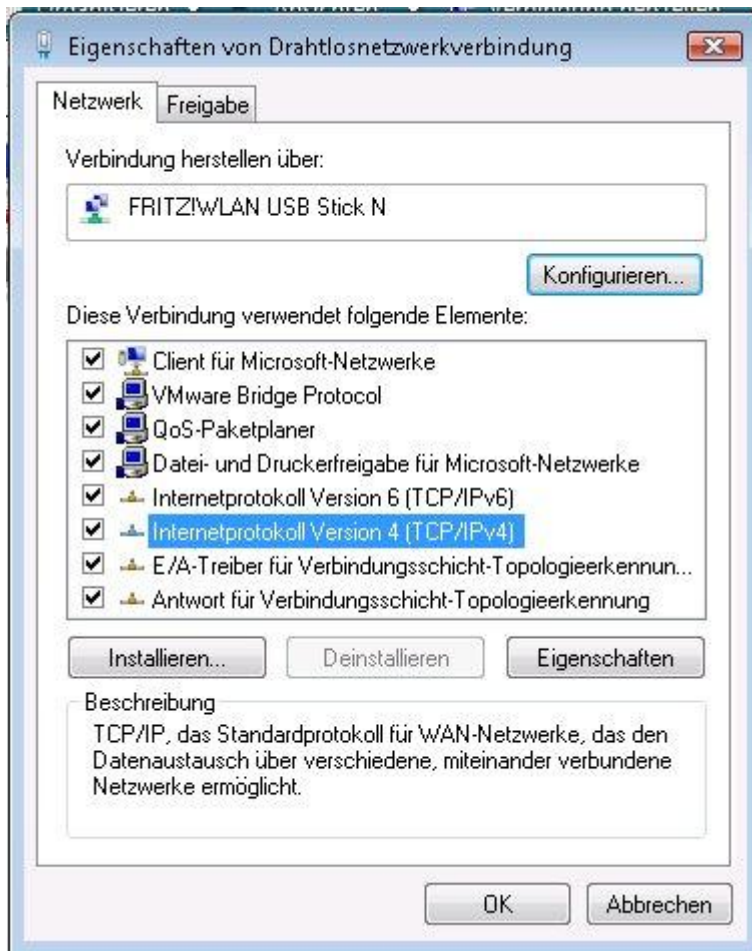 Eigenschaften von Drahtlosnetzwerkverbindung
Netzwerk
Freigabe
Verbindung herstellen über:
FRITZ!WLAN USB Stick N
Konfigurieren...
Diese Verbindung verwendet folgende Elemente:
Client für Microsoft-Netzwerke
VMware Bridge Protocol
QoS-Paketplaner
Datei- und Druckerfreigabe für Microsoft-Netzwerke
Internetprotokoll Version 6 (TCP/IPv6)
Internetprotokoll Version 4 (TCP/IPv4)
E/A-Treiber für Verbindungsschicht-Topologieerkennun...
Antwort für Verbindungsschicht-Topologieerkennung
Installieren...
Deinstallieren
Eigenschaften
Beschreibung
TCP/IP, das Standardprotokoll für WAN-Netzwerke, das den
Datenaustausch über verschiedene, miteinander verbundene
Netzwerke ermöglicht.
OK
Abbrechen